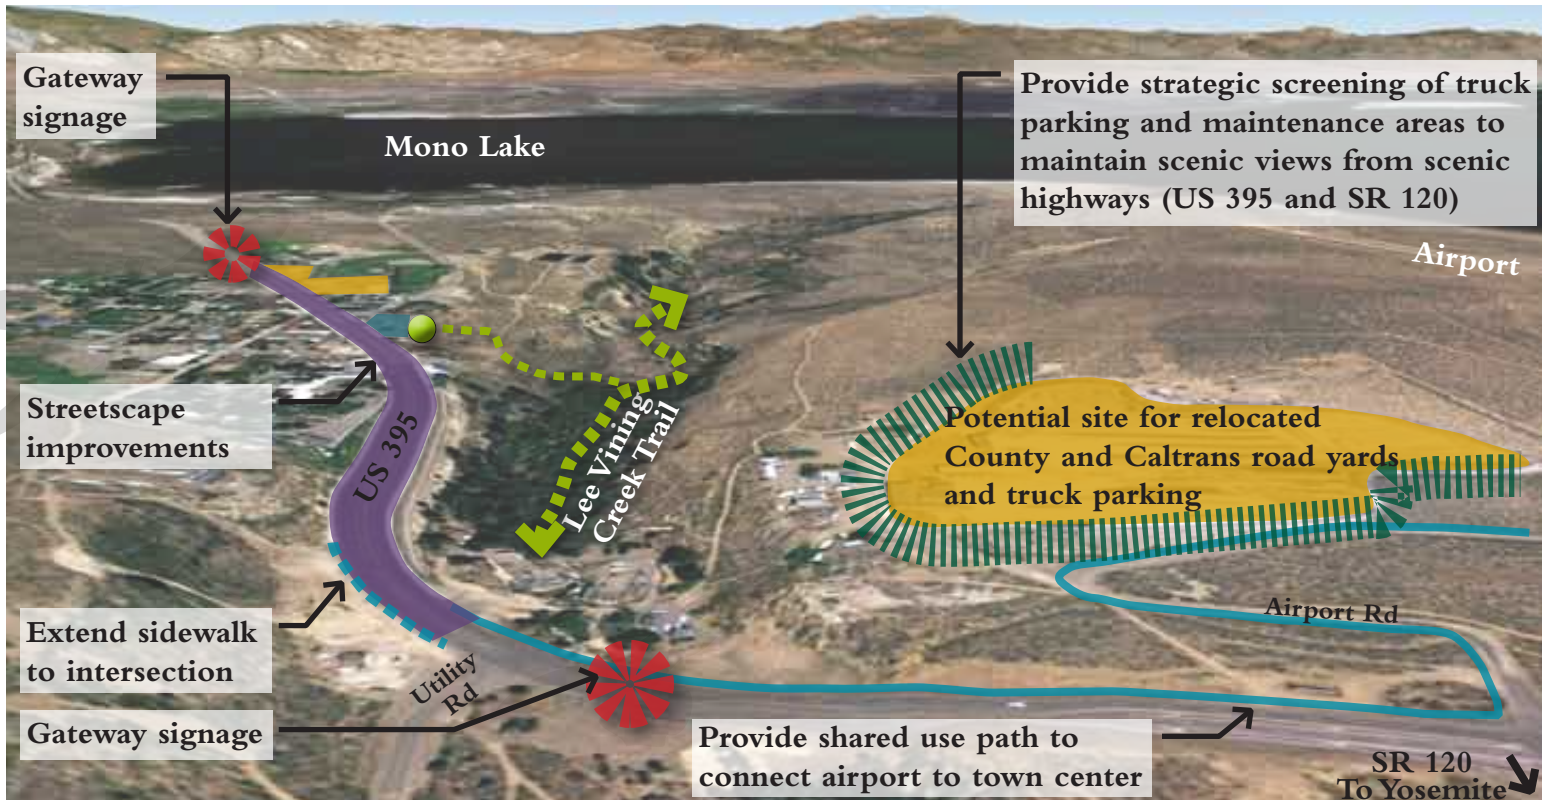 Gateway
signage
Mono Lake
Provide strategic screening of truck
parking and maintenance areas to
maintain scenic views from scenic
highways (US 395 and SR 120)
Airport
Streetscape
improvements
US 395
Lee Vining
Creek Trail
Potential site for relocated
County and Caltrans road yards
and truck parking
Extend sidewalk
to intersection
Airport Rd
Utility
Rd
Gateway signage
Provide shared use path to
connect airport to town center
SR 120
To Yosemite